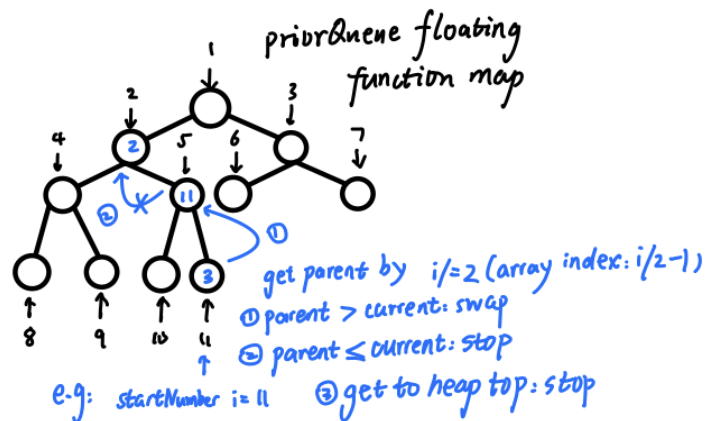 priorQueue floating
function map
1
2
3
4
5
6
7
2
11
②
①
3
8
9
10
11
get parent by i/=2 (array index: i/2-1)
① parent > current: swap
② parent ≤ current: stop
③ get to heap top: stop
e.g: startNumber i = 11